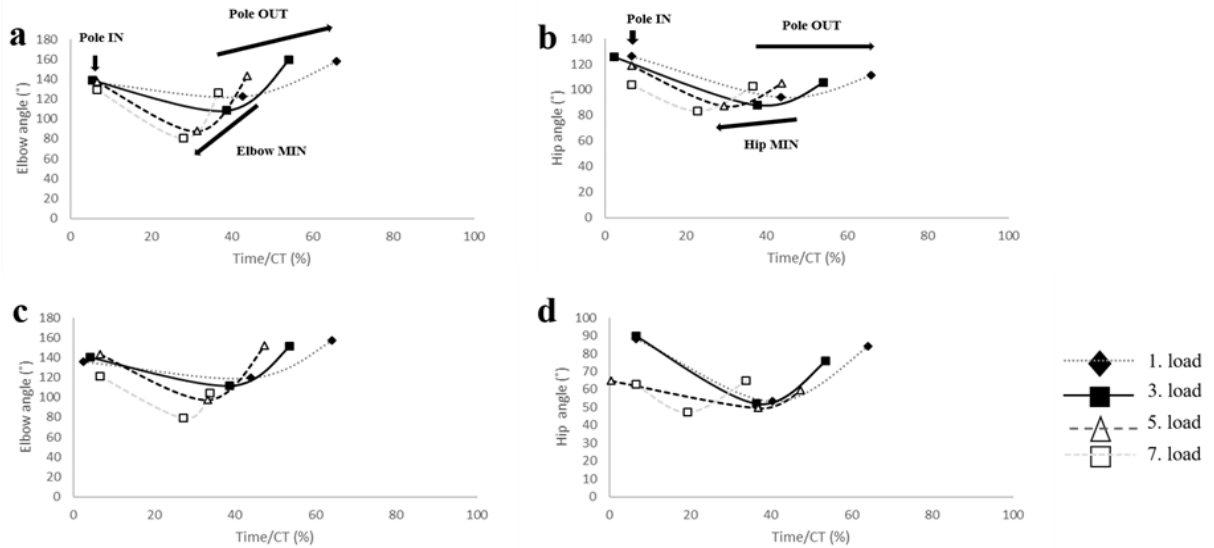 a
Pole IN
Pole OUT
Elbow MIN
180
160
140
120
100
80
60
40
20
0
Elbow angle (˚)
0 20 40 60 80 100
Time/CT (%)
b
Pole IN
Pole OUT
Hip MIN
140
120
100
80
60
40
20
0
Hip angle (˚)
0 20 40 60 80 100
Time/CT (%)
c
180
160
140
120
100
80
60
40
20
0
Elbow angle (˚)
0 20 40 60 80 100
Time/CT (%)
d
100
90
80
70
60
50
40
30
20
10
0
Hip angle (˚)
0 20 40 60 80 100
Time/CT (%)
1. load
3. load
5. load
7. load